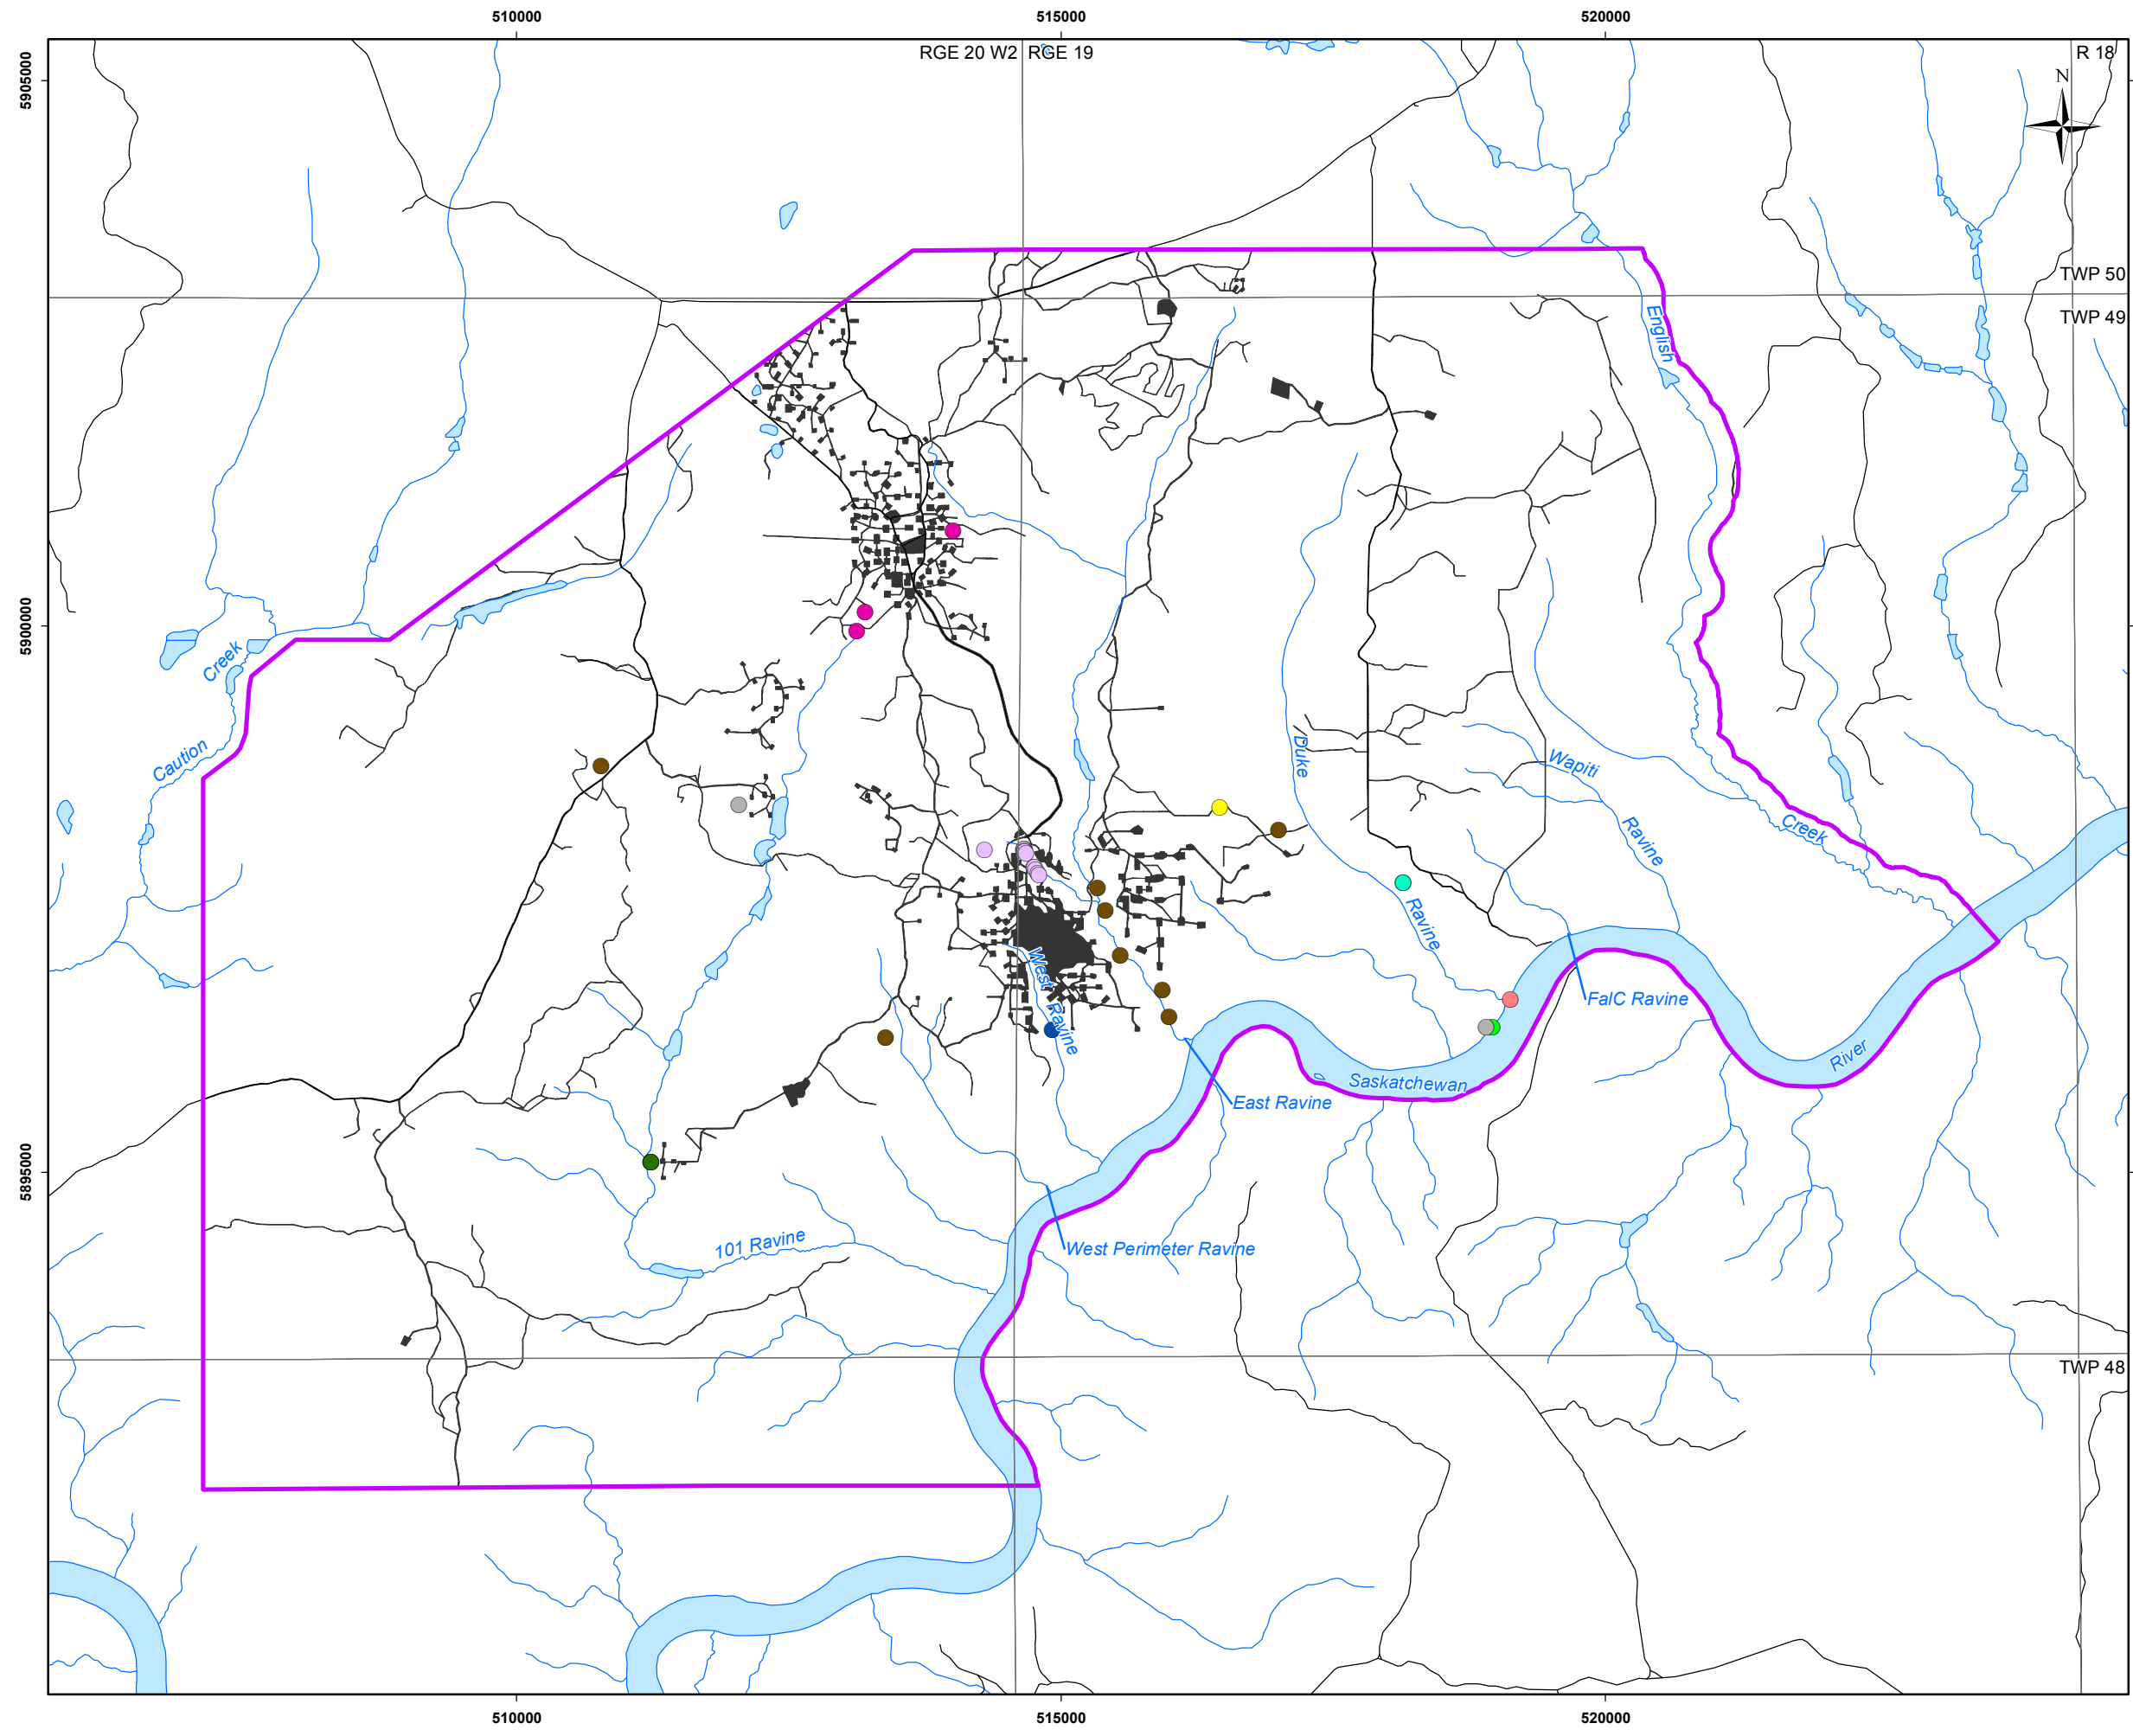 510000 515000 520000
RGE 20 W2 RGE 19 R 18
5905000
N
TWP 50
TWP 49
English
5900000
Creek
Caution
Duke
Wapiti
Ravine
Creek
Ravine
West Ravine
FalC Ravine
River
Saskatchewan
East Ravine
5895000
101 Ravine
West Perimeter Ravine
TWP 48
510000 515000 520000